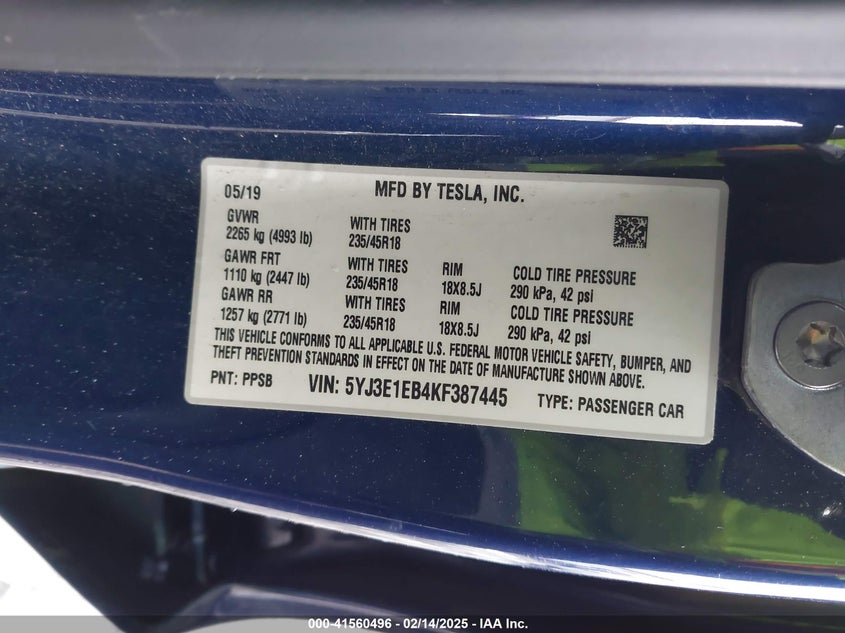 05/19 MFD BY TESLA, INC.
GVWR WITH TIRES
2265 kg (4993 lb) 235/45R18
GAWR FRT WITH TIRES RIM COLD TIRE PRESSURE
1110 kg (2447 lb) 235/45R18 18X8.5J 290 kPa, 42 psi
GAWR RR WITH TIRES RIM COLD TIRE PRESSURE
1257 kg (2771 lb) 235/45R18 18X8.5J 290 kPa, 42 psi
THIS VEHICLE CONFORMS TO ALL APPLICABLE U.S. FEDERAL MOTOR VEHICLE SAFETY, BUMPER, AND
THEFT PREVENTION STANDARDS IN EFFECT ON THE DATE OF MANUFACTURE SHOWN ABOVE.
PNT: PPSB VIN: 5YJ3E1EB4KF387445 TYPE: PASSENGER CAR
000-41560496 - 02/14/2025 - IAA Inc.